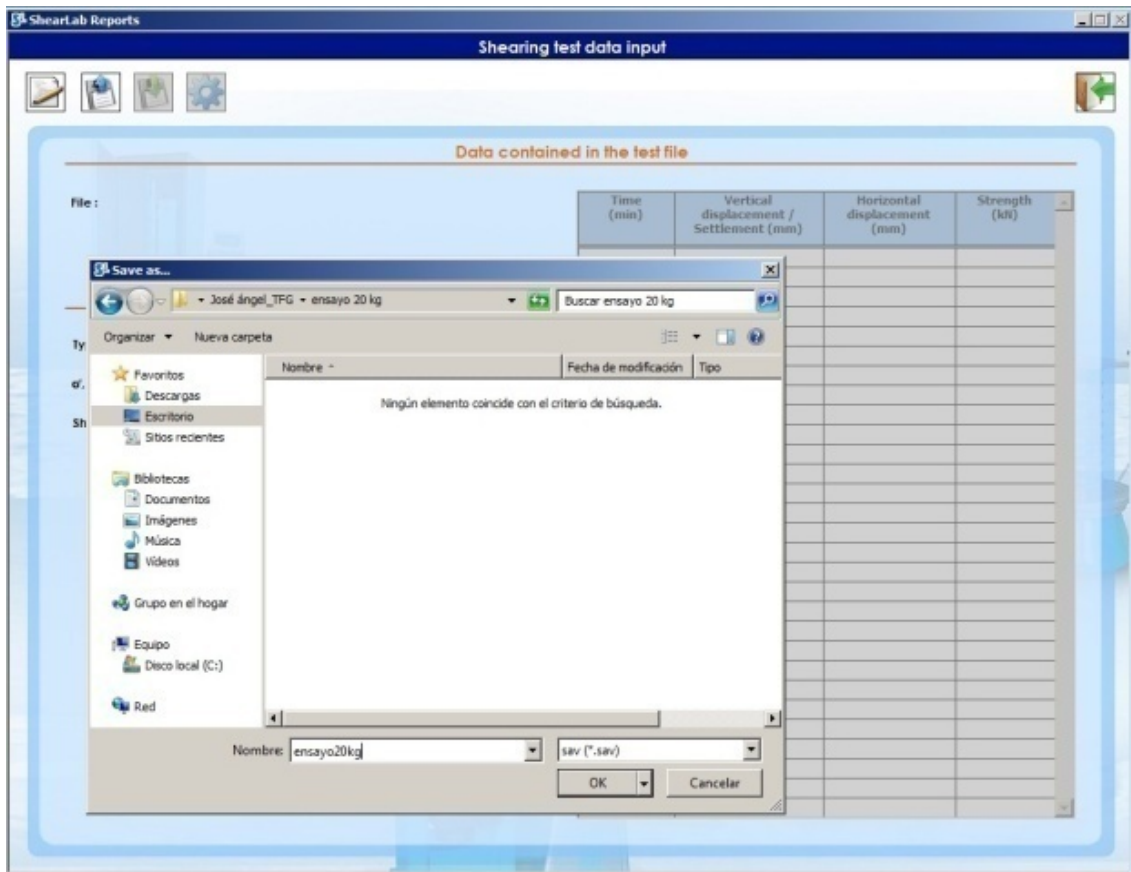 ShearLab Reports
Shearing test data input
Data contained in the test file
File :
Time
(min)
Vertical
displacement /
Settlement (mm)
Horizontal
displacement
(mm)
Strength
(kN)
Save as...
José ángel_TFG
ensayo 20 kg
Buscar ensayo 20 kg
Organizar
Nueva carpeta
Ty
σ'.
Sh
Favoritos
Descargas
Escritorio
Sitios recientes
Bibliotecas
Documentos
Imágenes
Música
Vídeos
Grupo en el hogar
Equipo
Disco local (C:)
Red
Nombre
Fecha de modificación
Tipo
Ningún elemento coincide con el criterio de búsqueda.
Nombre: ensayo20kg
sav (*.sav)
OK
Cancelar